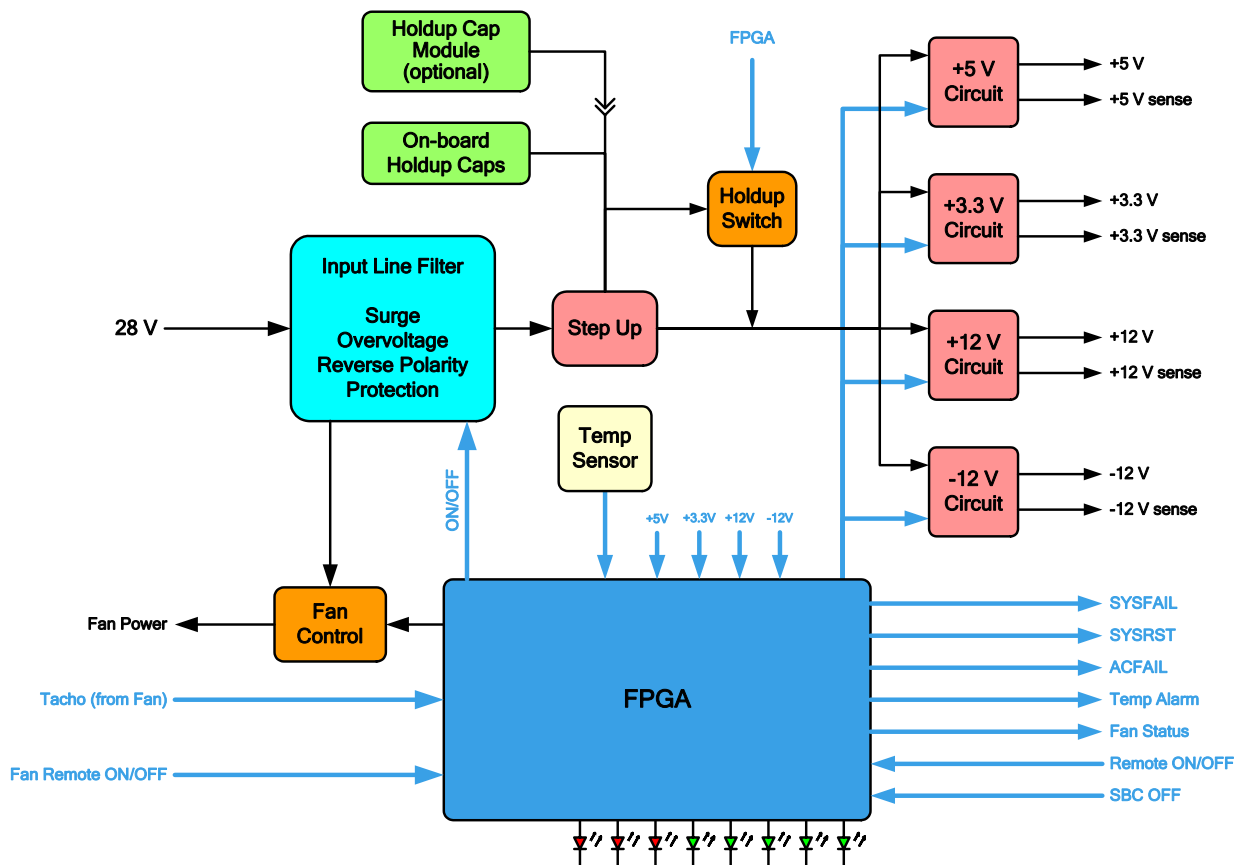 Holdup Cap
Module
(optional)
FPGA
+5 V
Circuit
+5 V
+5 V sense
On-board
Holdup Caps
Holdup
Switch
+3.3 V
Circuit
+3.3 V
+3.3 V sense
Input Line Filter
Surge
Overvoltage
Reverse Polarity
Protection
28 V
Step Up
+12 V
Circuit
+12 V
+12 V sense
Temp
Sensor
ON/OFF
-12 V
Circuit
-12 V
-12 V sense
+5V
+3.3V
+12V
-12V
Fan
Control
Fan Power
FPGA
Tacho (from Fan)
Fan Remote ON/OFF
SYSFAIL
SYSRST
ACFAIL
Temp Alarm
Fan Status
Remote ON/OFF
SBC OFF